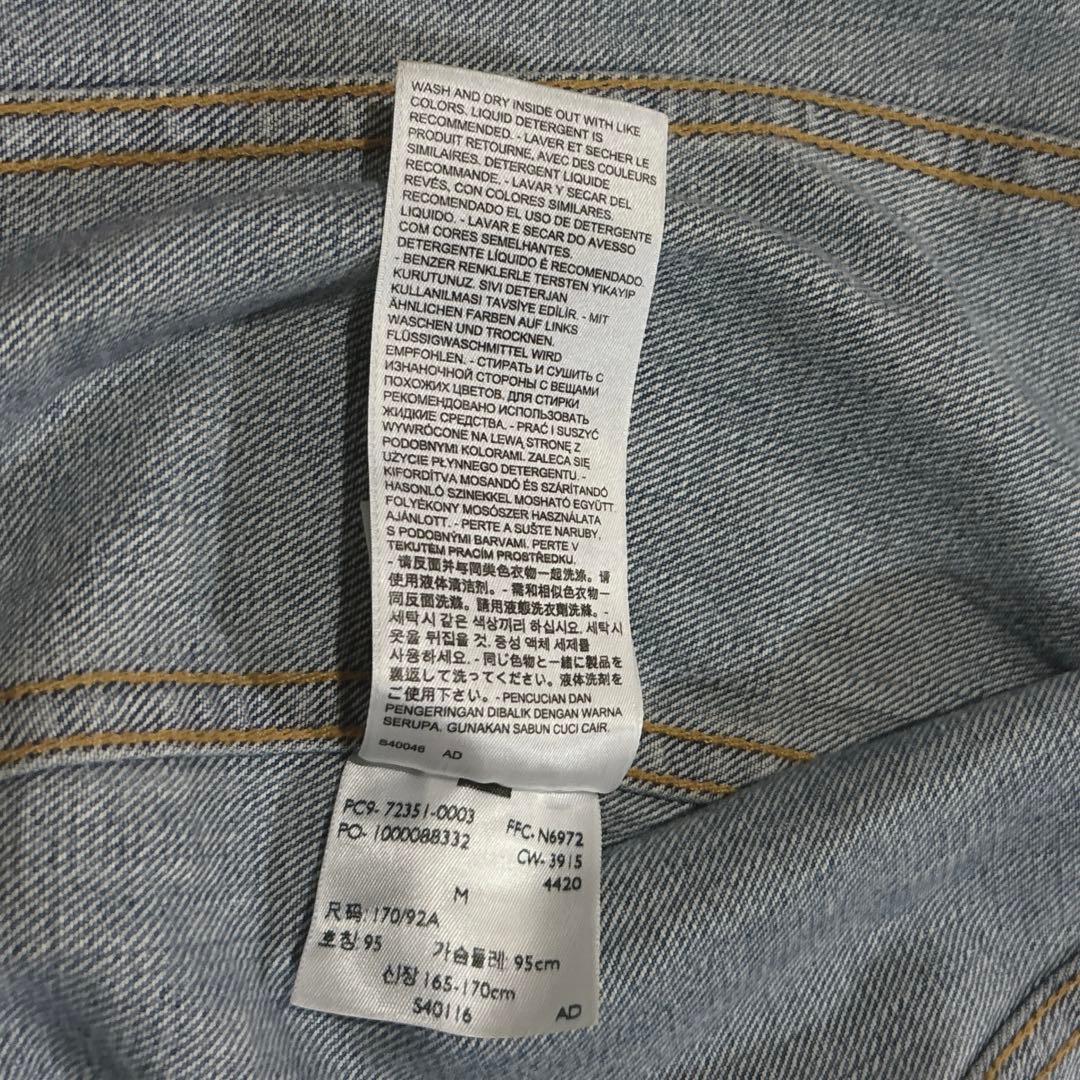 WASH AND DRY INSIDE OUT WITH LIKE
COLORS. LIQUID DETERGENT IS
RECOMMENDED. - LAVER ET SECHER LE
PRODUIT RETOURNE, AVEC DES COULEURS
SIMILAIRES. DETERGENT LIQUIDE
RECOMMANDE. - LAVAR Y SECAR DEL
REVÉS, CON COLORES SIMILARES.
RECOMENDADO EL USO DE DETERGENTE
LIQUIDO. - LAVAR E SECAR DO AVESSO
COM CORES SEMELHANTES.
DETERGENTE LÍQUIDO É RECOMENDADO.
- BENZER RENKLERLE TERSTEN YIKAYIP
KURUTUNUZ. SIVI DETERJAN
KULLANILMASI TAVSİYE EDİLİR. - MIT
ÄHNLICHEN FARBEN AUF LINKS
WASCHEN UND TROCKNEN.
FLÜSSIGWASCHMITTEL WIRD
EMPFOHLEN. - СТИРАТЬ И СУШИТЬ С
ИЗНАНОЧНОЙ СТОРОНЫ С ВЕЩАМИ
ПОХОЖИХ ЦВЕТОВ. ДЛЯ СТИРКИ
РЕКОМЕНДОВАНО ИСПОЛЬЗОВАТЬ
ЖИДКИЕ СРЕДСТВА. - PRAĆ I SUSZYĆ
WYWRÓCONE NA LEWĄ STRONĘ Z
PODOBNYMI KOLORAMI. ZALECA SIĘ
UŻYCIE PŁYNNEGO DETERGENTU. -
KIFORDÍTVA MOSANDÓ ÉS SZÁRÍTANDÓ
HASONLÓ SZINEKKEL MOSHATÓ EGYÜTT.
FOLYÉKONY MOSÓSZER HASZNÁLATA
AJÁNLOTT. - PERTE A SUŠTE NARUBY,
S PODOBNÝMI BARVAMI. PERTE V
TEKUTÉM PRACÍM PROSTŘEDKU.
- 请反面并与同类色衣物一起洗涤。请
使用液体清洁剂。 - 需和相似色衣物一
同反面洗滌。請用液態洗衣劑洗滌。 -
세탁시 같은 색상끼리 하십시요. 세탁시
옷을 뒤집을 것. 중성 액체 세제를
사용하세요. - 同じ色物と一緒に製品を
裏返して洗ってください。液体洗剤を
ご使用下さい。 - PENCUCIAN DAN
PENGERINGAN DIBALIK DENGAN WARNA
SERUPA. GUNAKAN SABUN CUCI CAIR.
S40046 AD
PC9- 72351-0003
FFC- N6972
PO- 1000088332
CW- 3915
4420
M
尺码: 170/92A
호칭: 95 가슴둘레: 95cm
신장 165-170cm
S40116 AD